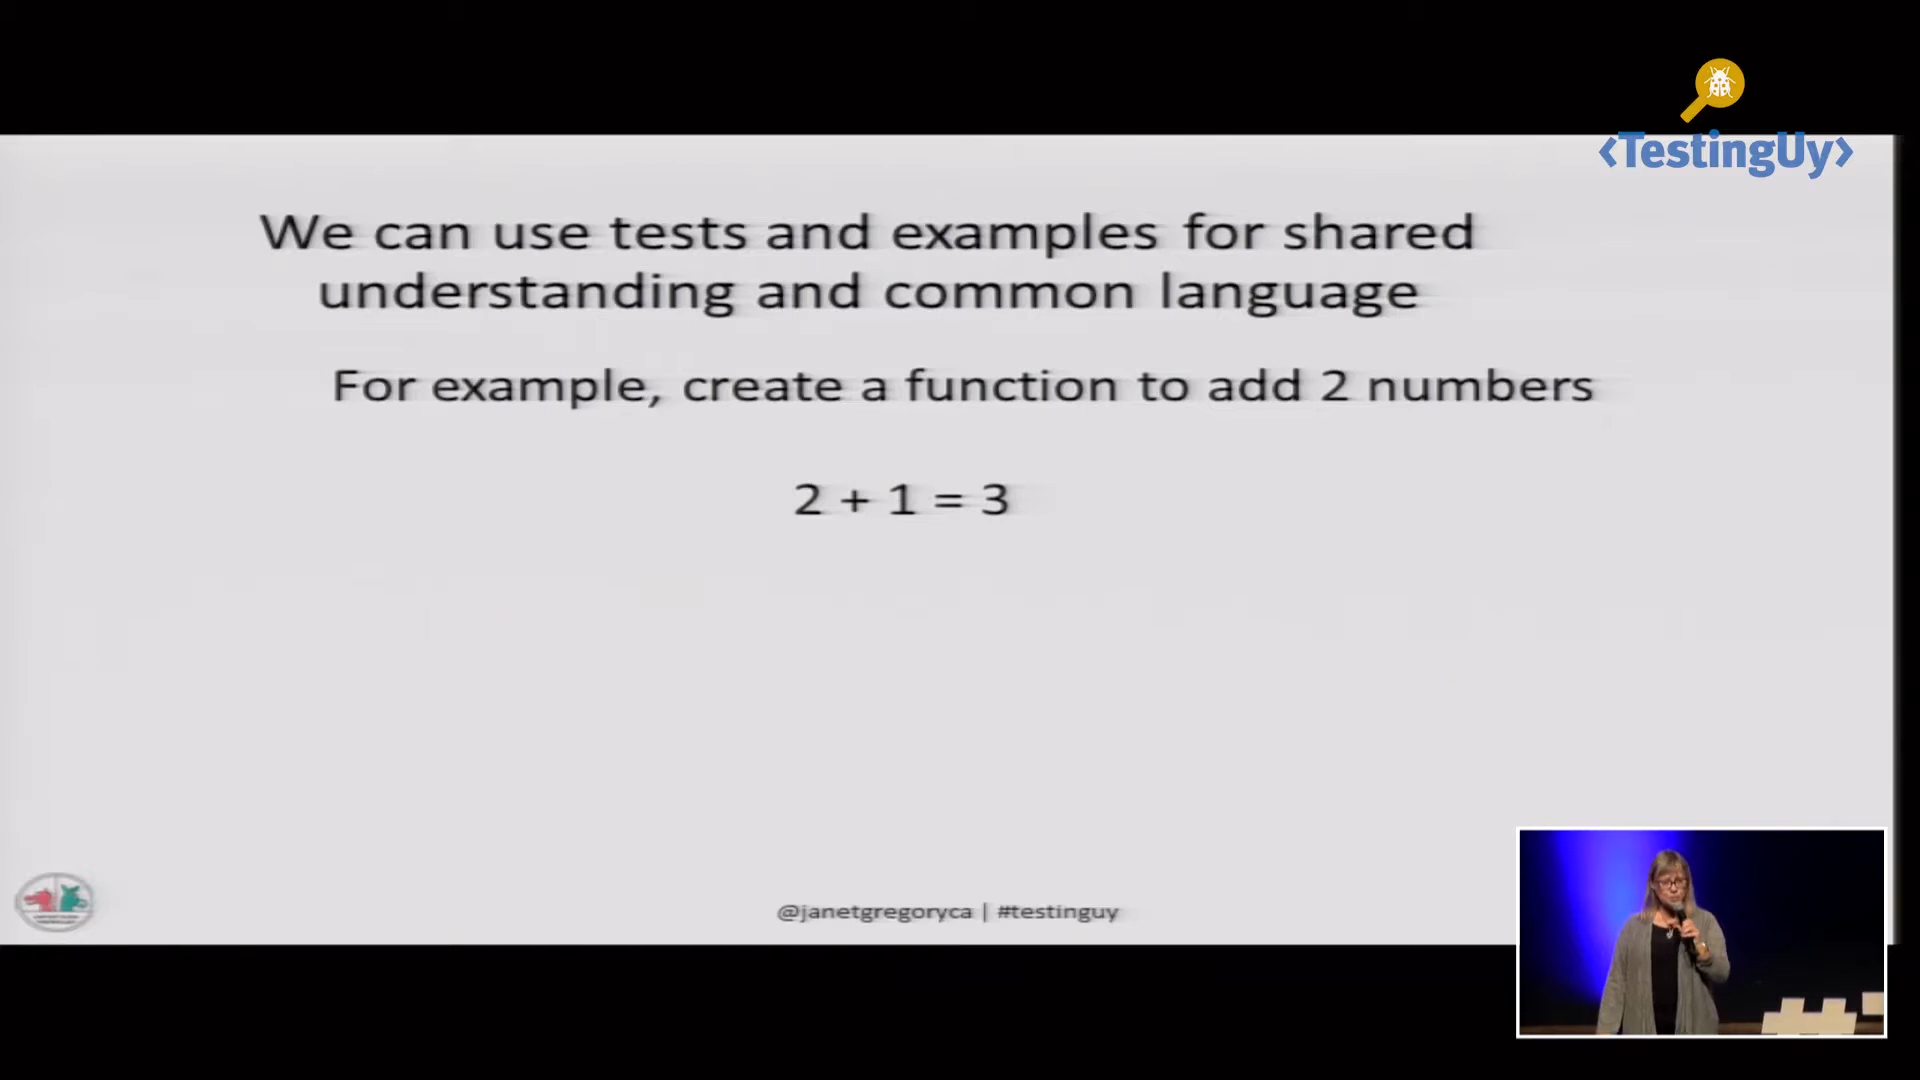 <TestingUy>
We can use tests and examples for shared
understanding and common language
For example, create a function to add 2 numbers
2 + 1 = 3
@janetgregoryca | #testinguy